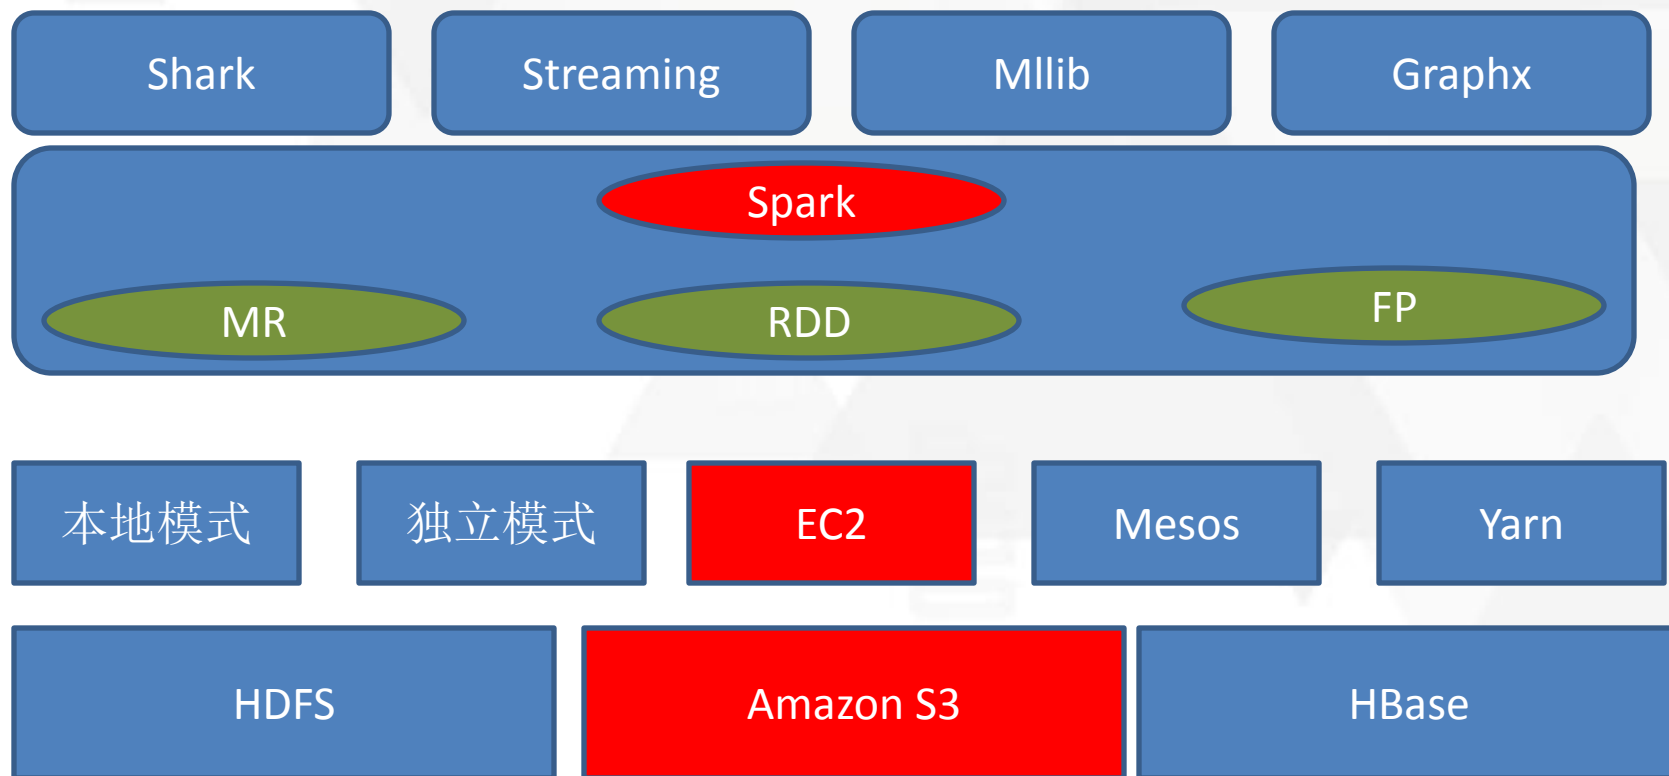 Shark
Streaming
Mllib
Graphx
Spark
MR
RDD
FP
本地模式
独立模式
EC2
Mesos
Yarn
HDFS
Amazon S3
HBase